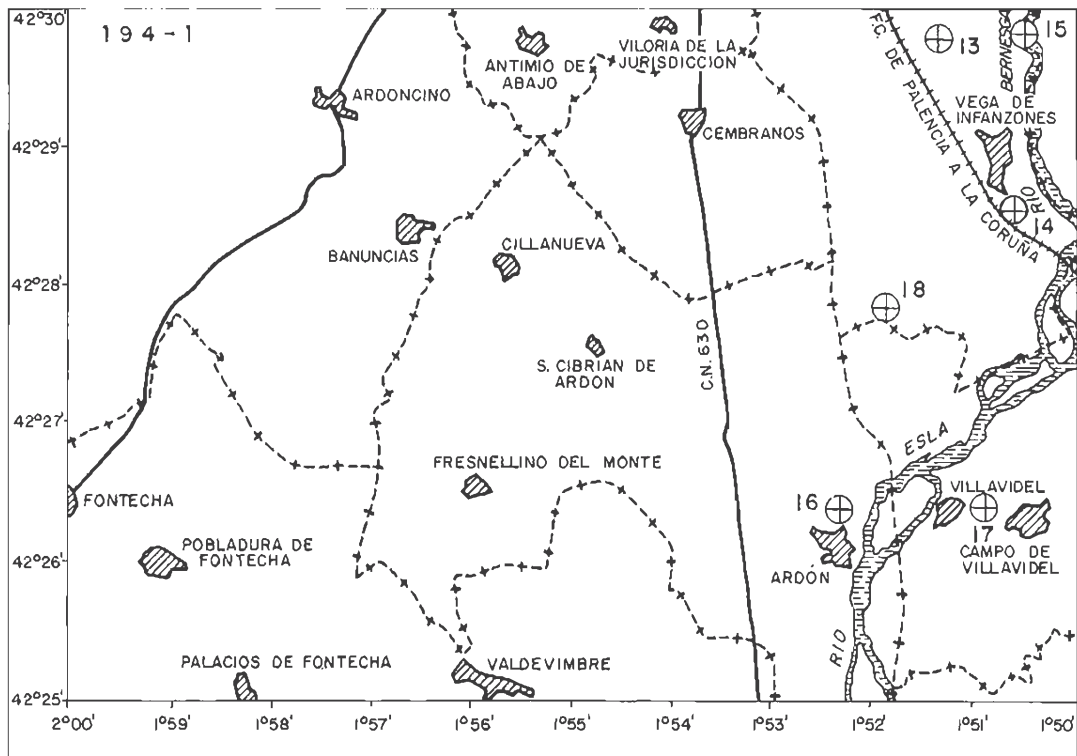 42°30'
194-1
ANTIMIO DE
ABAJO
VILORIA DE LA
JURISDICCION
F.C. DE PALENCIA A LA CORUÑA
13
BERNESGA
15
ARDONCINO
VEGA DE
INFANZONES
42°29'
CEMBRANOS
RIO
14
BANUNCIAS
CILLANUEVA
42°28'
18
S. CIBRIAN DE
ARDON
C.N. 630
42°27'
ESLA
FRESNELLINO DEL MONTE
FONTECHA
16
VILLAVIDEL
17
42°26'
POBLADURA DE
FONTECHA
ARDÓN
CAMPO DE
VILLAVIDEL
RIO
PALACIOS DE FONTECHA
VALDEVIMBRE
42°25'
2°00' 1°59' 1°58' 1°57' 1°56' 1°55' 1°54' 1°53' 1°52' 1°51' 1°50'